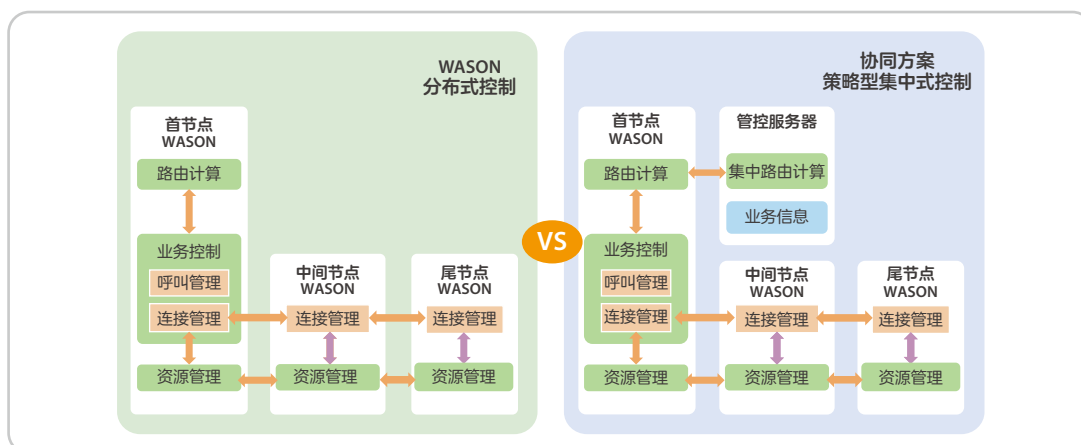 WASON
分布式控制
首节点
WASON
路由计算
业务控制
呼叫管理
连接管理
资源管理
中间节点
WASON
连接管理
资源管理
尾节点
WASON
连接管理
资源管理
VS
协同方案
策略型集中式控制
首节点
WASON
路由计算
业务控制
呼叫管理
连接管理
资源管理
管控服务器
集中路由计算
业务信息
中间节点
WASON
连接管理
资源管理
尾节点
WASON
连接管理
资源管理